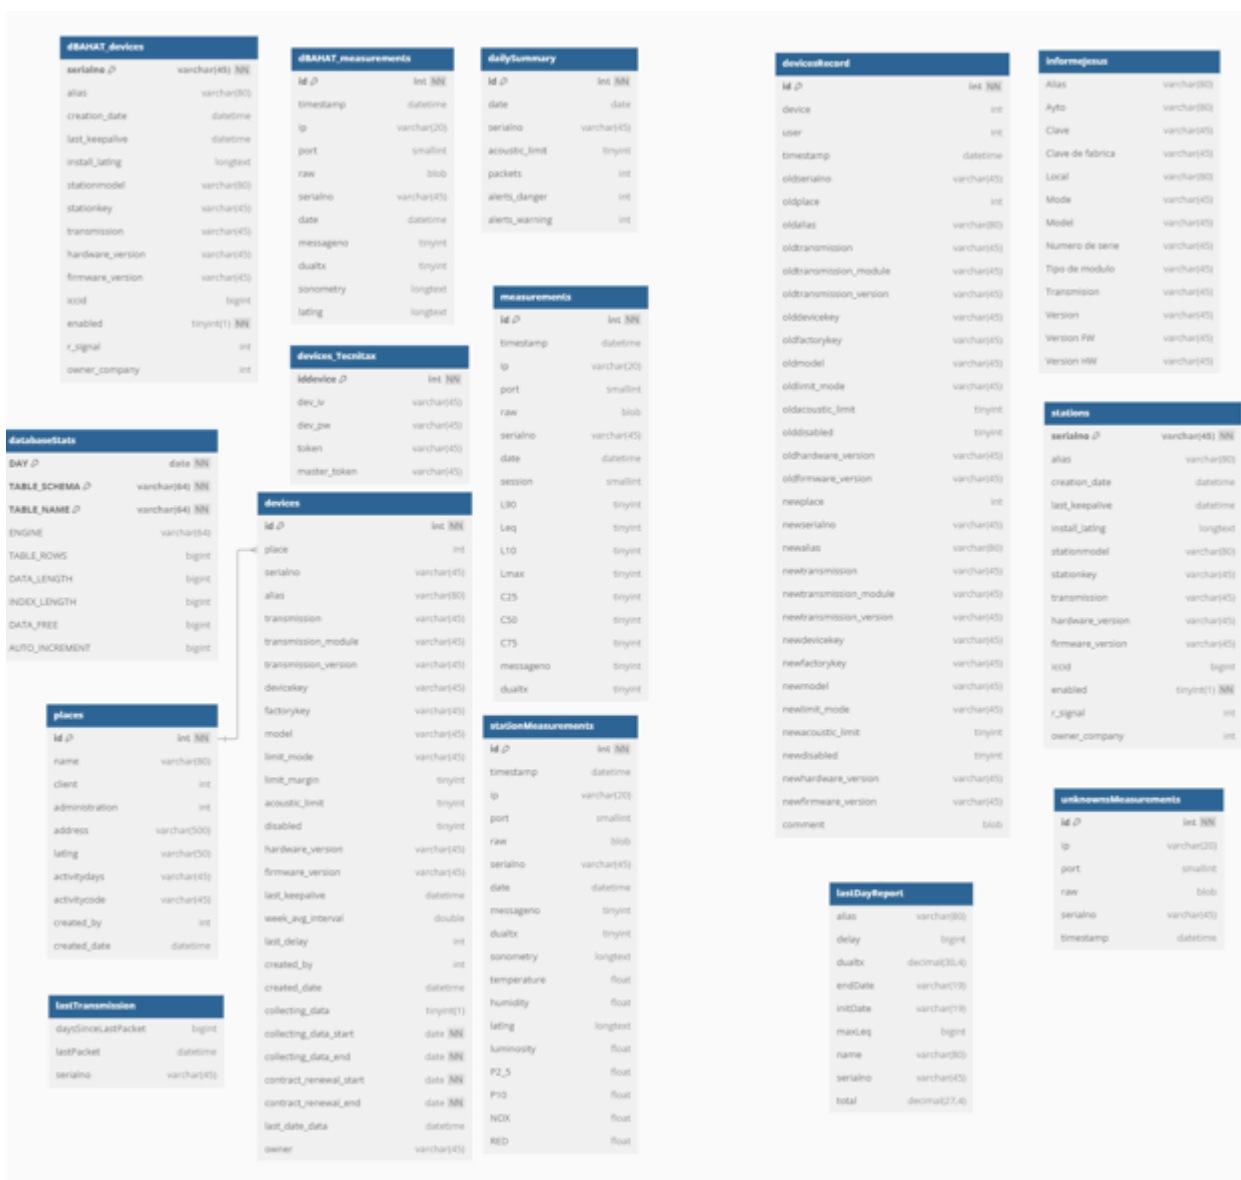 dBAHAT_devices
serialno varchar(45) NN
alias varchar(80)
creation_date datetime
last_keepalive datetime
install_latlng longtext
stationmodel varchar(80)
stationkey varchar(45)
transmission varchar(45)
hardware_version varchar(45)
firmware_version varchar(45)
iccid bigint
enabled tinyint(1) NN
r_signal int
owner_company int
dBAHAT_measurements
id int NN
timestamp datetime
ip varchar(20)
port smallint
raw blob
serialno varchar(45)
date datetime
messageno tinyint
dualtx tinyint
sonometry longtext
latlng longtext
dailySummary
id int NN
date date
serialno varchar(45)
acoustic_limit tinyint
packets int
alerts_danger int
alerts_warning int
devices_Tecnitax
iddevice int NN
dev_iv varchar(45)
dev_pw varchar(45)
token varchar(45)
master_token varchar(45)
measurements
id int NN
timestamp datetime
ip varchar(20)
port smallint
raw blob
serialno varchar(45)
date datetime
session smallint
L90 tinyint
Leq tinyint
L10 tinyint
Lmax tinyint
C25 tinyint
C50 tinyint
C75 tinyint
messageno tinyint
dualtx tinyint
databaseStats
DAY date NN
TABLE_SCHEMA varchar(64) NN
TABLE_NAME varchar(64) NN
ENGINE varchar(64)
TABLE_ROWS bigint
DATA_LENGTH bigint
INDEX_LENGTH bigint
DATA_FREE bigint
AUTO_INCREMENT bigint
devices
id int NN
place int
serialno varchar(45)
alias varchar(80)
transmission varchar(45)
transmission_module varchar(45)
transmission_version varchar(45)
devicekey varchar(45)
factorykey varchar(45)
model varchar(45)
limit_mode varchar(45)
limit_margin tinyint
acoustic_limit tinyint
disabled tinyint
hardware_version varchar(45)
firmware_version varchar(45)
last_keepalive datetime
week_avg_interval double
last_delay int
created_by int
created_date datetime
collecting_data tinyint(1)
collecting_data_start date NN
collecting_data_end date NN
contract_renewal_start date NN
contract_renewal_end date NN
last_date_data datetime
owner varchar(45)
places
id int NN
name varchar(80)
client int
administration int
address varchar(500)
latlng varchar(50)
activitydays varchar(45)
activitycode varchar(45)
created_by int
created_date datetime
lastTransmission
daysSinceLastPacket bigint
lastPacket datetime
serialno varchar(45)
stationMeasurements
id int NN
timestamp datetime
ip varchar(20)
port smallint
raw blob
serialno varchar(45)
date datetime
messageno tinyint
dualtx tinyint
sonometry longtext
temperature float
humidity float
latlng longtext
luminosity float
P2_5 float
P10 float
NOX float
RED float
devicesRecord
id int NN
device int
user int
timestamp datetime
oldserialno varchar(45)
oldplace int
oldalias varchar(80)
oldtransmission varchar(45)
oldtransmission_module varchar(45)
oldtransmission_version varchar(45)
olddevicekey varchar(45)
oldfactorykey varchar(45)
oldmodel varchar(45)
oldlimit_mode varchar(45)
oldacoustic_limit tinyint
olddisabled tinyint
oldhardware_version varchar(45)
oldfirmware_version varchar(45)
newplace int
newserialno varchar(45)
newalias varchar(80)
newtransmission varchar(45)
newtransmission_module varchar(45)
newtransmission_version varchar(45)
newdevicekey varchar(45)
newfactorykey varchar(45)
newmodel varchar(45)
newlimit_mode varchar(45)
newacoustic_limit tinyint
newdisabled tinyint
newhardware_version varchar(45)
newfirmware_version varchar(45)
comment blob
informeJesus
Alias varchar(80)
Ayto varchar(80)
Clave varchar(45)
Clave de fabrica varchar(45)
Local varchar(80)
Mode varchar(45)
Model varchar(45)
Numero de serie varchar(45)
Tipo de modulo varchar(45)
Transmision varchar(45)
Version varchar(45)
Version FW varchar(45)
Version HW varchar(45)
stations
serialno varchar(45) NN
alias varchar(80)
creation_date datetime
last_keepalive datetime
install_latlng longtext
stationmodel varchar(80)
stationkey varchar(45)
transmission varchar(45)
hardware_version varchar(45)
firmware_version varchar(45)
iccid bigint
enabled tinyint(1) NN
r_signal int
owner_company int
unknownsMeasurements
id int NN
ip varchar(20)
port smallint
raw blob
serialno varchar(45)
timestamp datetime
lastDayReport
alias varchar(80)
delay bigint
dualtx decimal(30,4)
endDate varchar(19)
initDate varchar(19)
maxLeq bigint
name varchar(80)
serialno varchar(45)
total decimal(27,4)